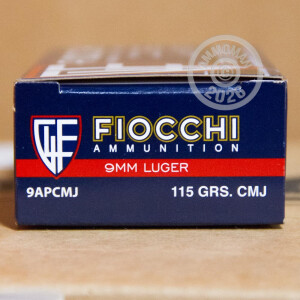 FIOCCHI
AMMUNITION
9MM LUGER
9APCMJ 115 GRS. CMJ